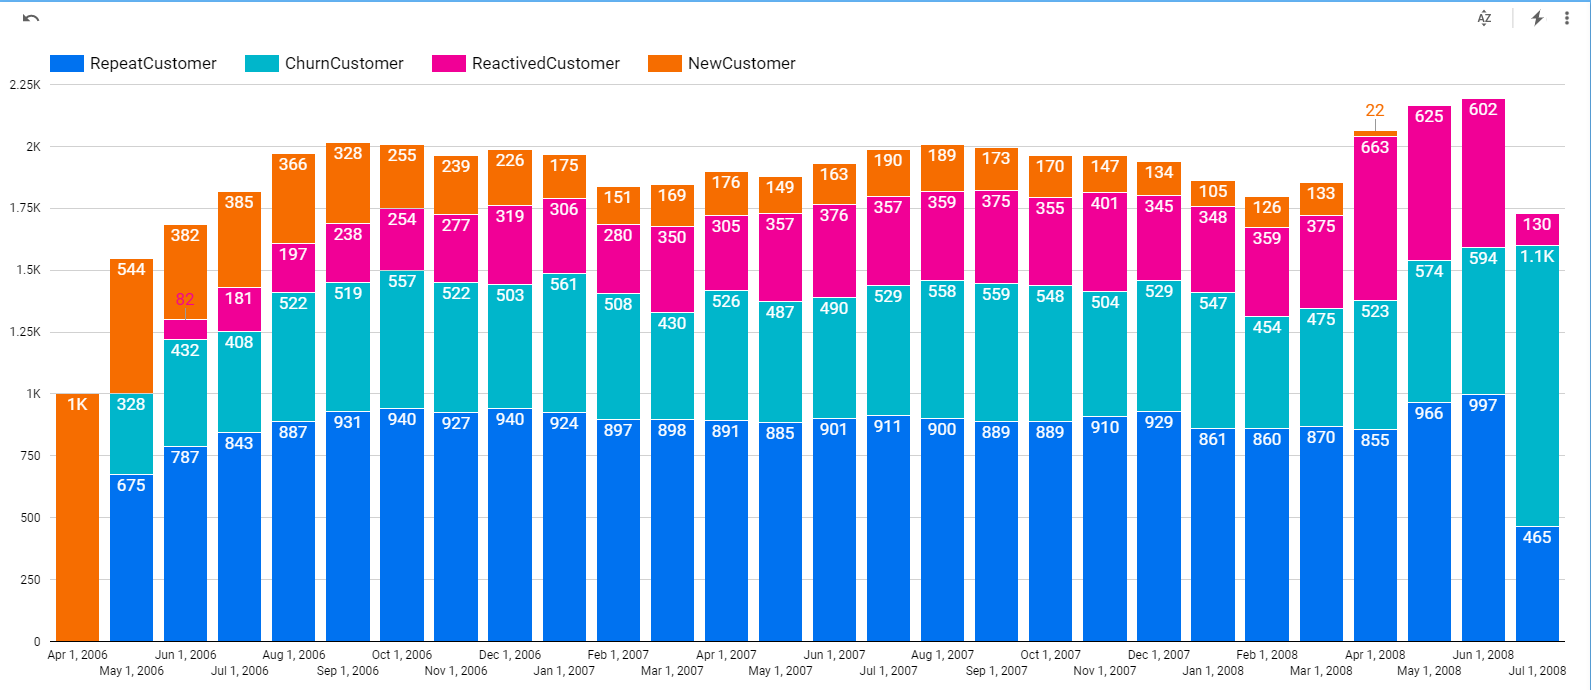 AZ
RepeatCustomer ChurnCustomer ReactivedCustomer NewCustomer
2.25K
2K
1.75K
1.5K
1.25K
1K
750
500
250
0
1K
544 328 675
382 82 432 787
385 181 408 843
366 197 522 887
328 238 519 931
255 254 557 940
239 277 522 927
226 319 503 940
175 306 561 924
151 280 508 897
169 350 430 898
176 305 526 891
149 357 487 885
163 376 490 901
190 357 529 911
189 359 558 900
173 375 559 889
170 355 548 889
147 401 504 910
134 345 529 929
105 348 547 861
126 359 454 860
133 375 475 870
22 663 523 855
625 574 966
602 594 997
130 1.1K 465
Apr 1, 2006 Jun 1, 2006 Aug 1, 2006 Oct 1, 2006 Dec 1, 2006 Feb 1, 2007 Apr 1, 2007 Jun 1, 2007 Aug 1, 2007 Oct 1, 2007 Dec 1, 2007 Feb 1, 2008 Apr 1, 2008 Jun 1, 2008
May 1, 2006 Jul 1, 2006 Sep 1, 2006 Nov 1, 2006 Jan 1, 2007 Mar 1, 2007 May 1, 2007 Jul 1, 2007 Sep 1, 2007 Nov 1, 2007 Jan 1, 2008 Mar 1, 2008 May 1, 2008 Jul 1, 2008